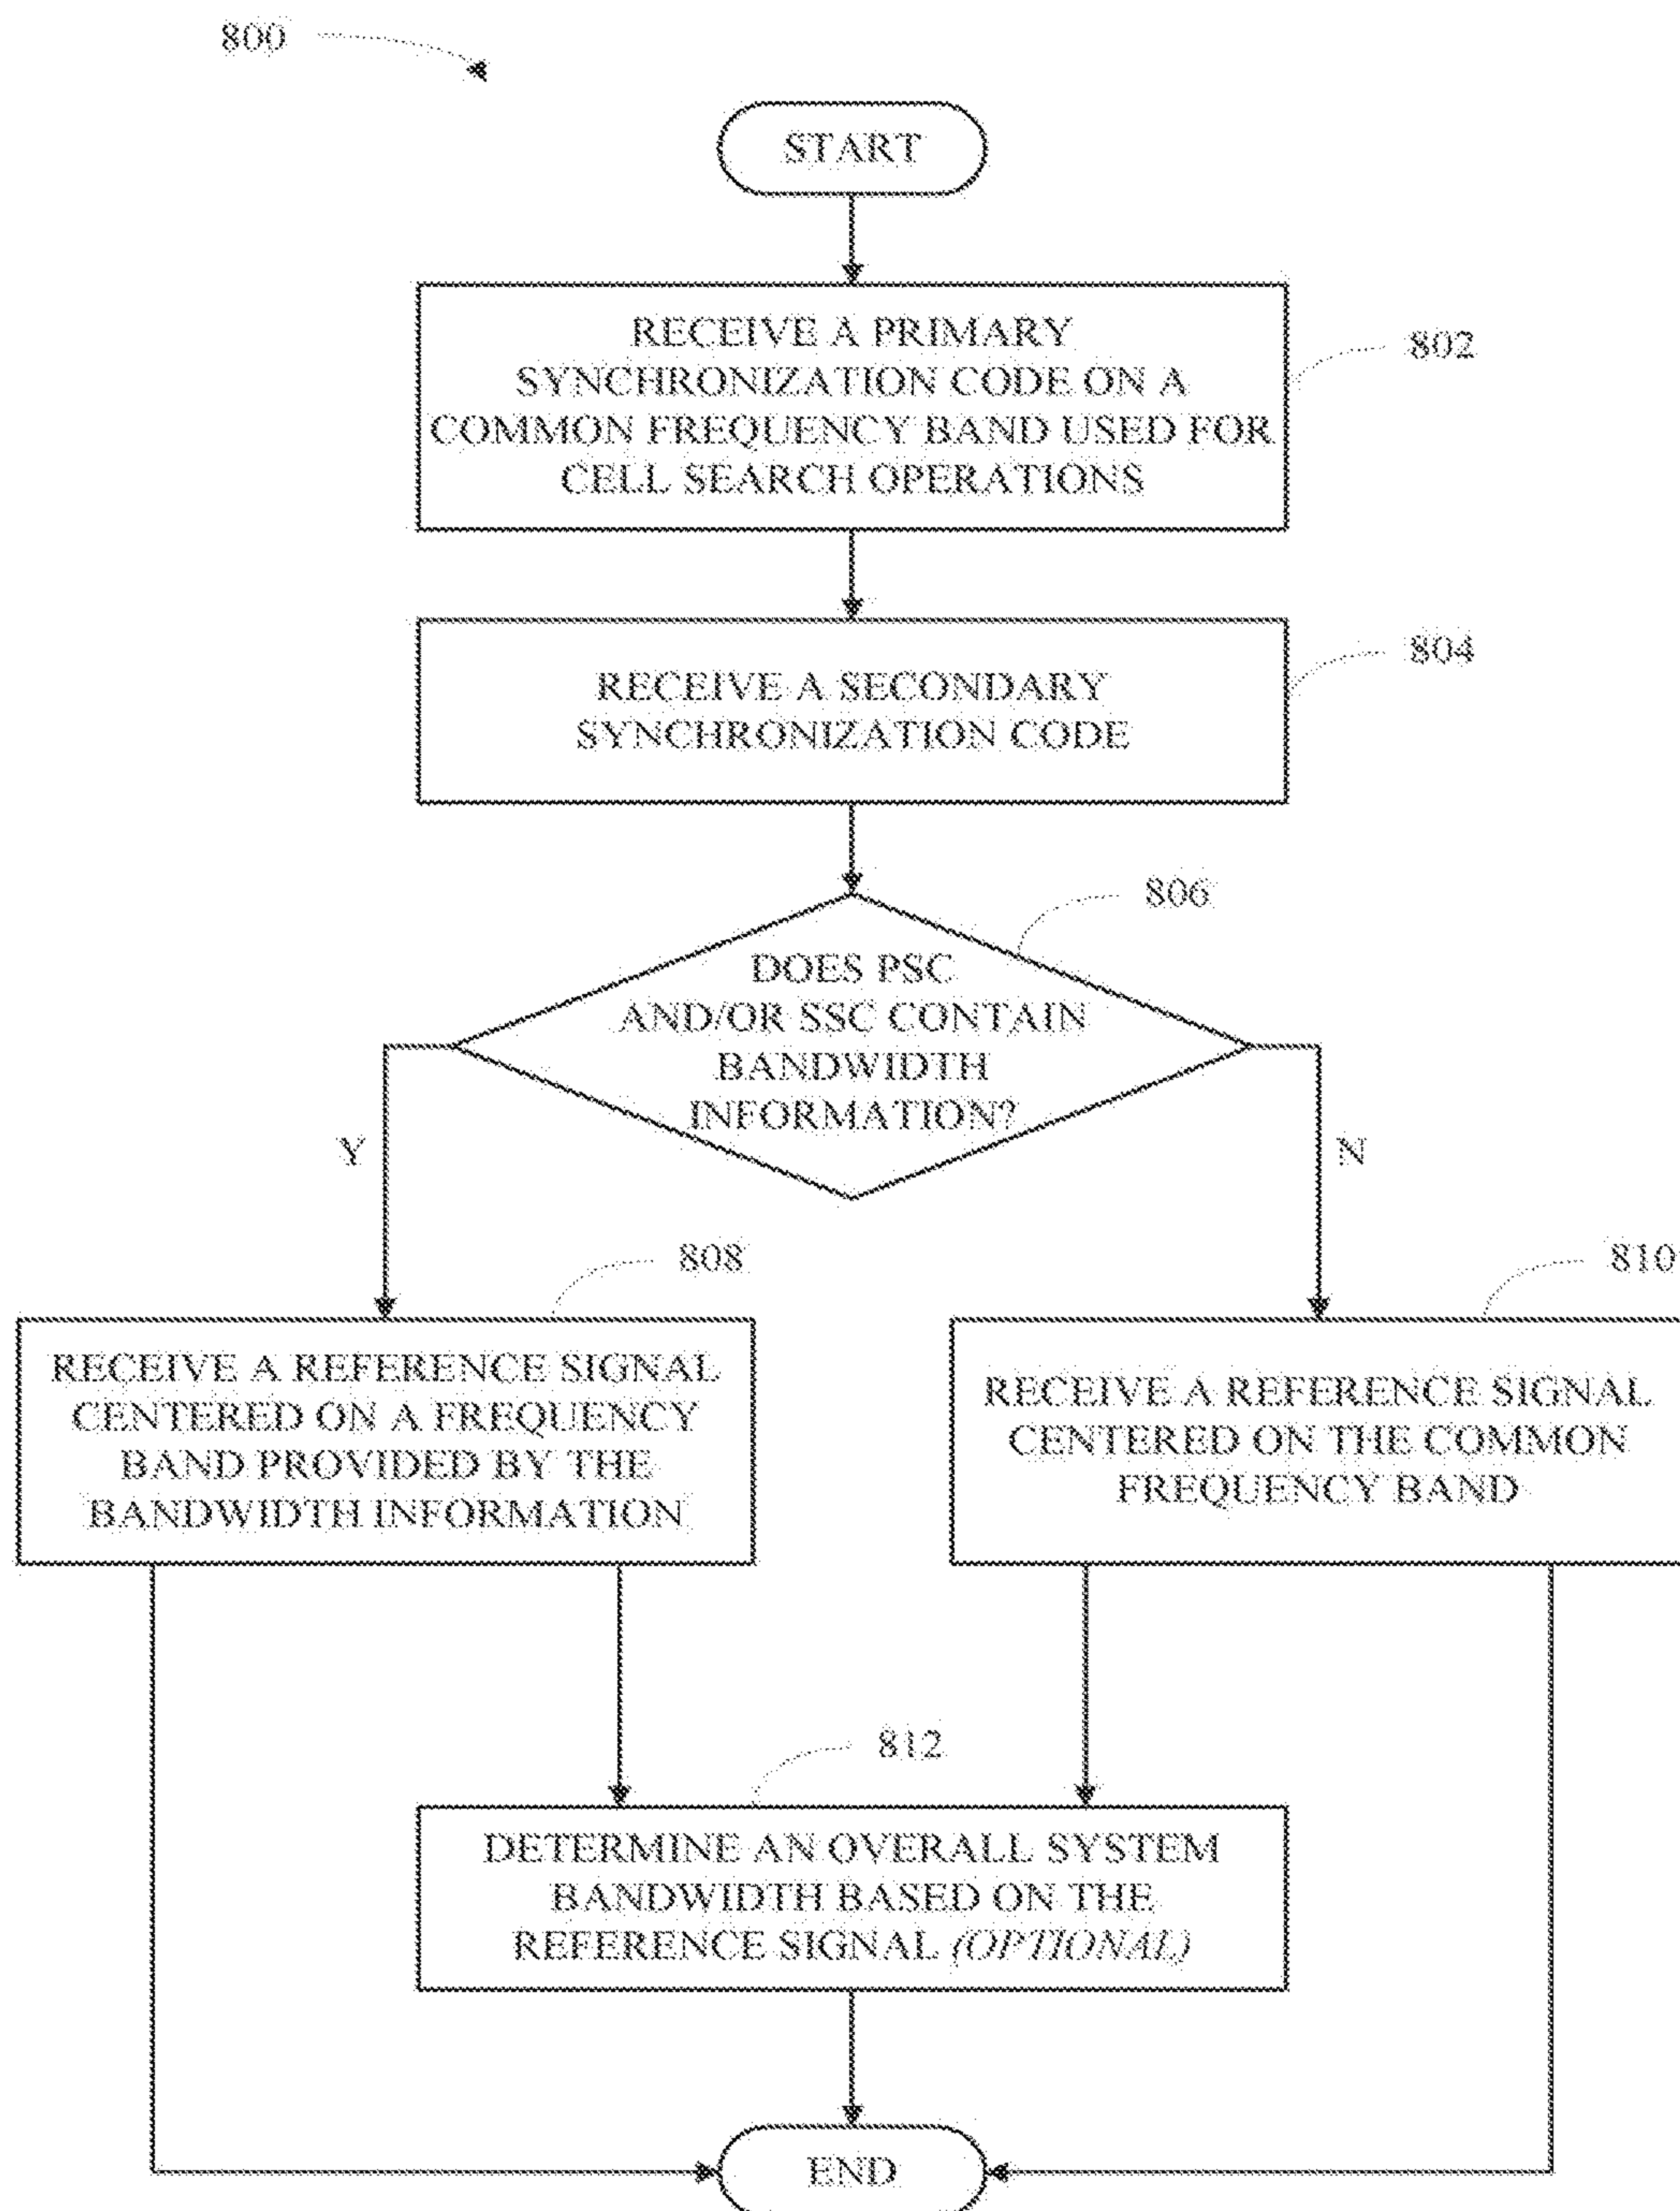 800
START
RECEIVE A PRIMARY
SYNCHRONIZATION CODE ON A
COMMON FREQUENCY BAND USED FOR
CELL SEARCH OPERATIONS
802
RECEIVE A SECONDARY
SYNCHRONIZATION CODE
804
806
DOES PSC
AND/OR SSC CONTAIN
BANDWIDTH
INFORMATION?
Y
N
808
810
RECEIVE A REFERENCE SIGNAL
CENTERED ON A FREQUENCY
BAND PROVIDED BY THE
BANDWIDTH INFORMATION
RECEIVE A REFERENCE SIGNAL
CENTERED ON THE COMMON
FREQUENCY BAND
812
DETERMINE AN OVERALL SYSTEM
BANDWIDTH BASED ON THE
REFERENCE SIGNAL (OPTIONAL)
END